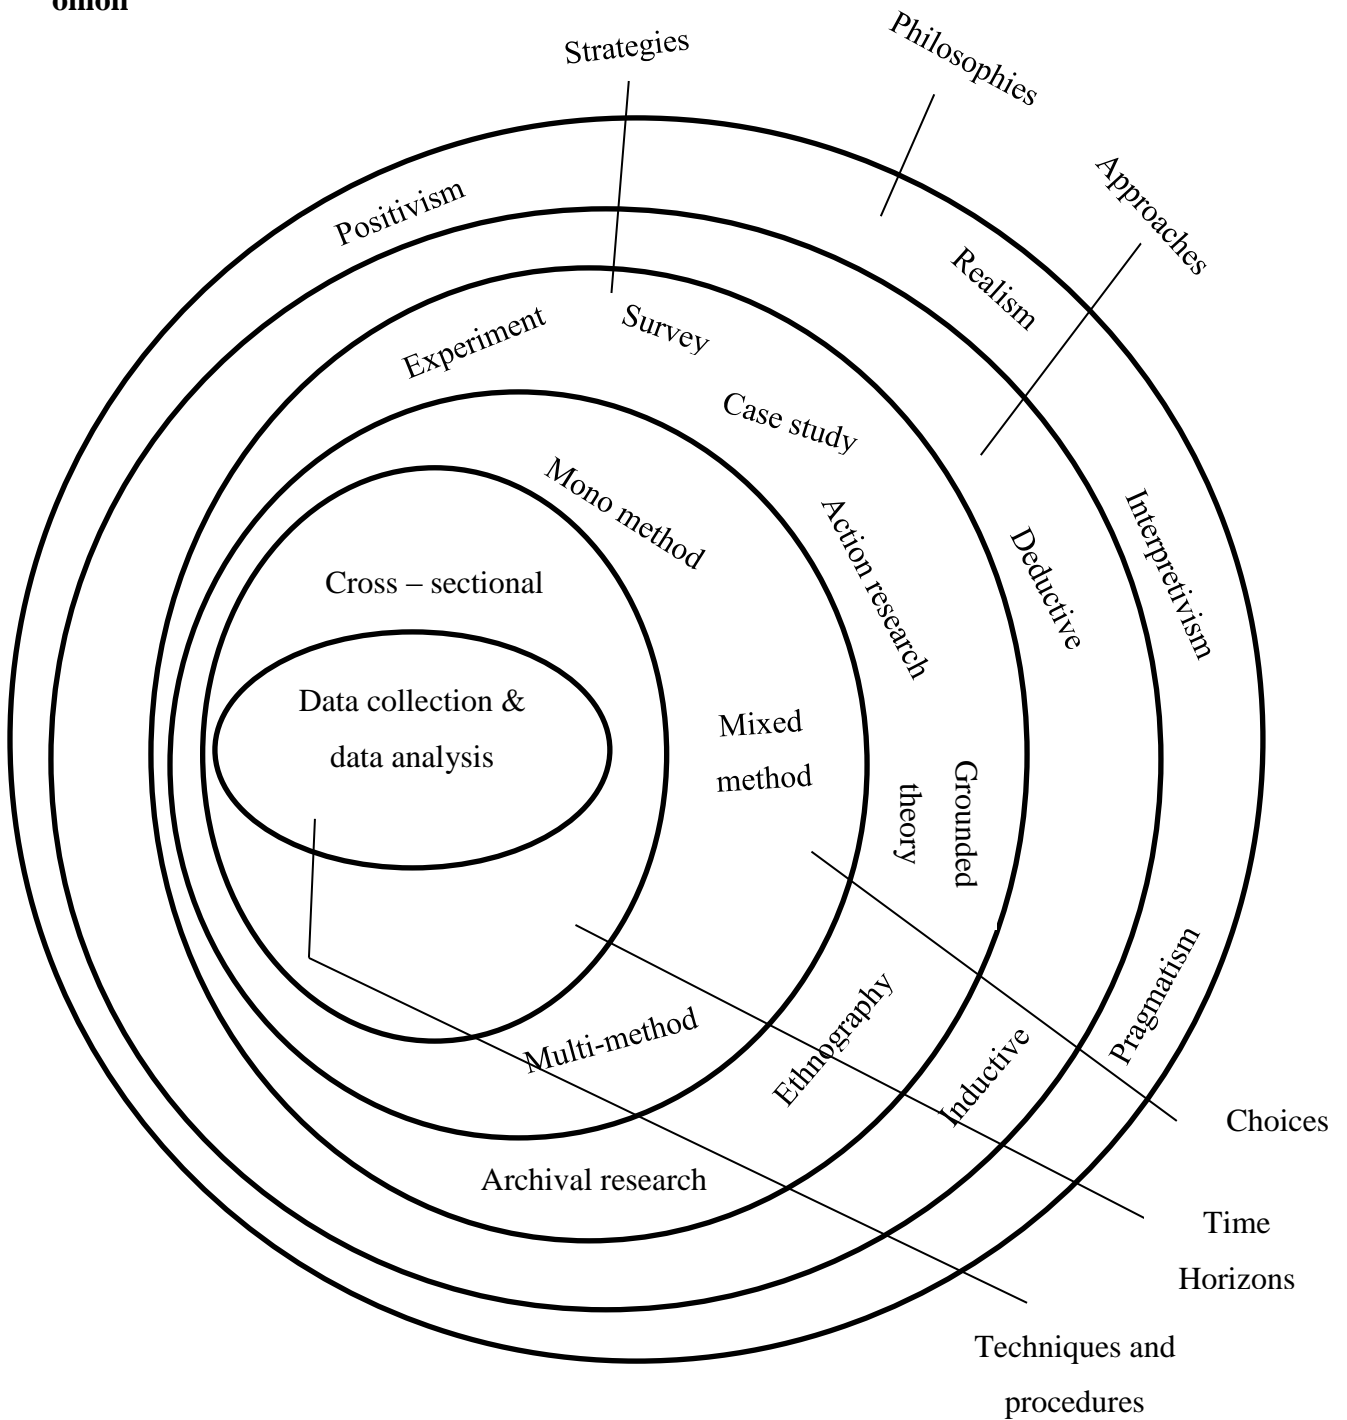 onion
Strategies
Philosophies
Approaches
Positivism
Realism
Interpretivism
Pragmatism
Deductive
Inductive
Experiment
Survey
Case study
Action research
Grounded
theory
Ethnography
Archival research
Mono method
Mixed
method
Multi-method
Cross – sectional
Data collection &
data analysis
Choices
Time
Horizons
Techniques and
procedures